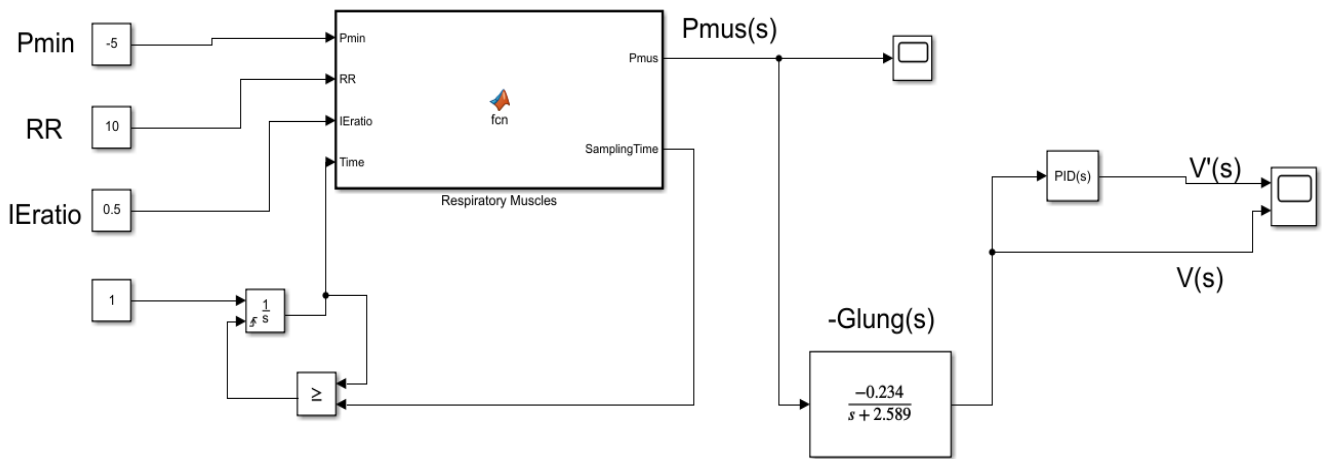 Pmin
-5
Pmin
RR
10
RR
IEratio
0.5
IEratio
Time
fcn
Pmus
SamplingTime
Respiratory Muscles
Pmus(s)
1
1
s
≥
-Glung(s)
−0.234
s + 2.589
PID(s)
V'(s)
V(s)